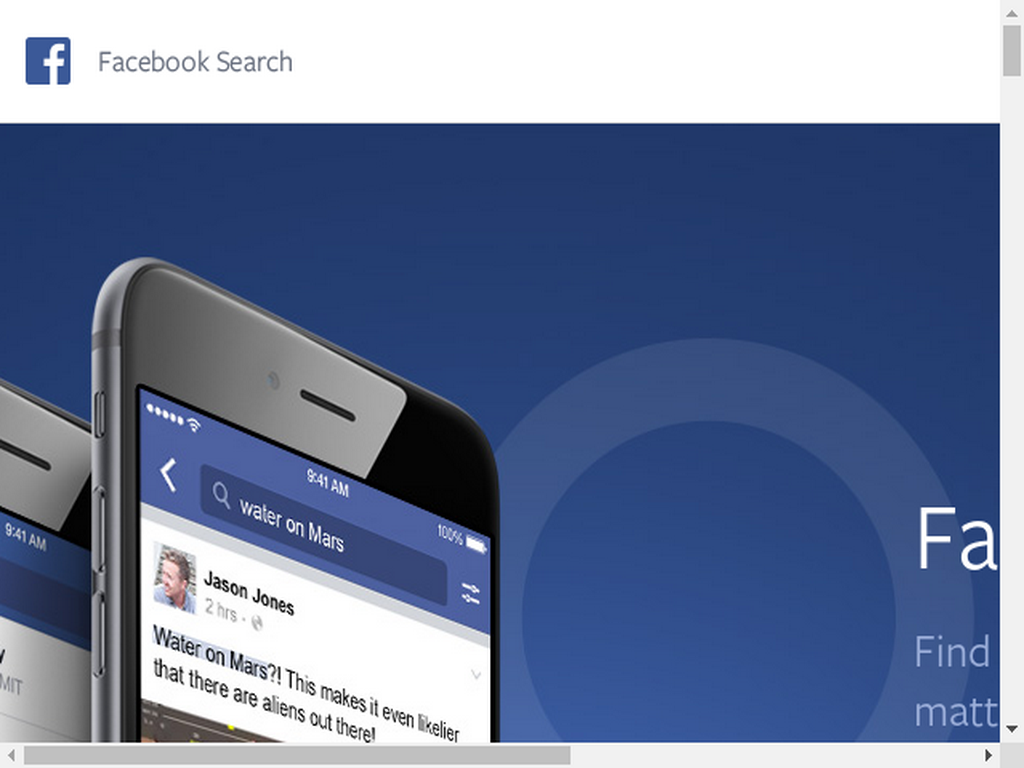 Facebook Search
9:41 AM
100%
water on Mars
Jason Jones
2 hrs
Water on Mars?! This makes it even likelier
that there are aliens out there!
9:41 AM
MIT
Fa
Find
matt